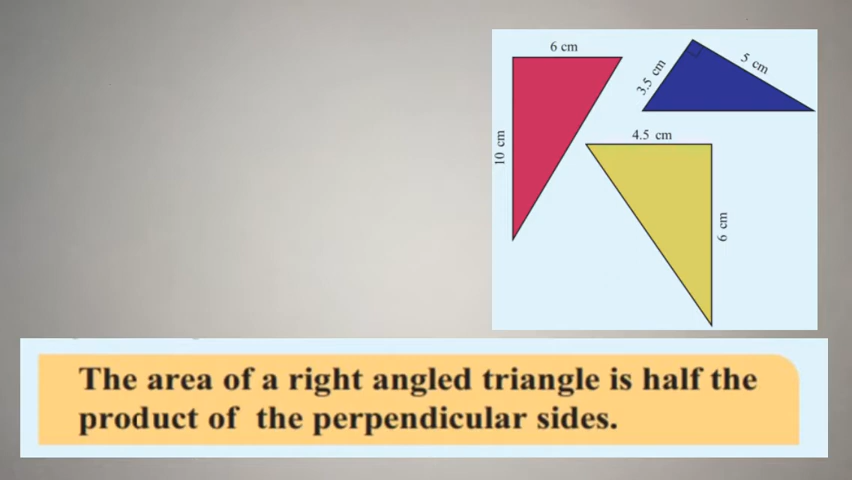 6 cm
10 cm
3.5 cm
5 cm
4.5 cm
6 cm
The area of a right angled triangle is half the
product of the perpendicular sides.